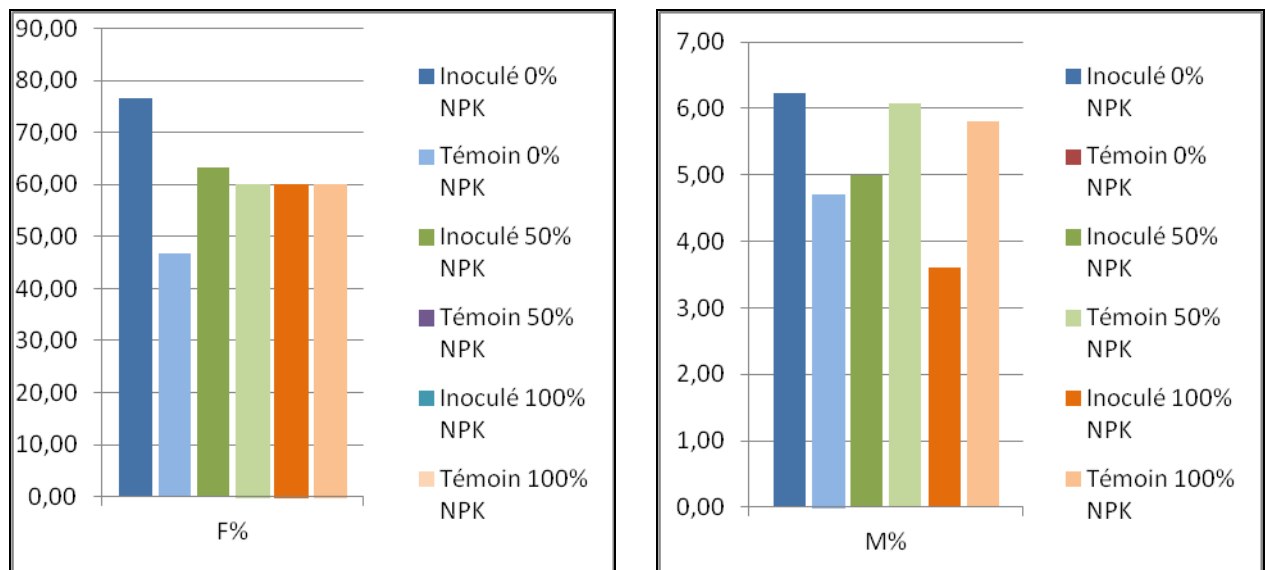 90,00
80,00
70,00
60,00
50,00
40,00
30,00
20,00
10,00
0,00
F%
Inoculé 0%
NPK
Témoin 0%
NPK
Inoculé 50%
NPK
Témoin 50%
NPK
Inoculé 100%
NPK
Témoin 100%
NPK
7,00
6,00
5,00
4,00
3,00
2,00
1,00
0,00
M%
Inoculé 0%
NPK
Témoin 0%
NPK
Inoculé 50%
NPK
Témoin 50%
NPK
Inoculé 100%
NPK
Témoin 100%
NPK